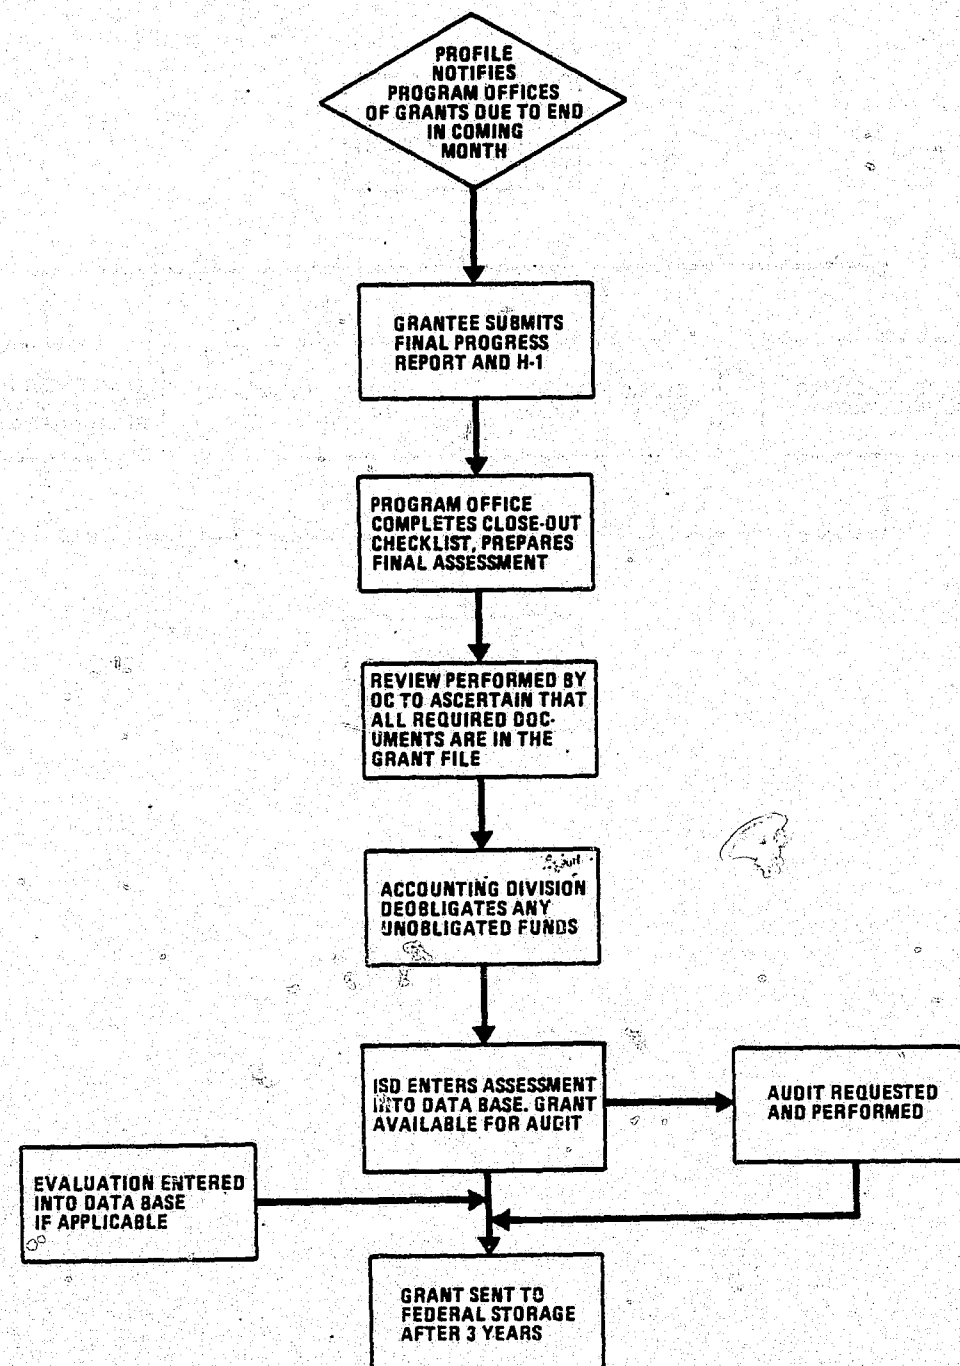 PROFILE
NOTIFIES
PROGRAM OFFICES
OF GRANTS DUE TO END
IN COMING
MONTH
GRANTEE SUBMITS
FINAL PROGRESS
REPORT AND H-1
PROGRAM OFFICE
COMPLETES CLOSE-OUT
CHECKLIST, PREPARES
FINAL ASSESSMENT
REVIEW PERFORMED BY
OC TO ASCERTAIN THAT
ALL REQUIRED DOC-
UMENTS ARE IN THE
GRANT FILE
ACCOUNTING DIVISION
DEOBLIGATES ANY
UNOBLIGATED FUNDS
ISD ENTERS ASSESSMENT
INTO DATA BASE. GRANT
AVAILABLE FOR AUDIT
AUDIT REQUESTED
AND PERFORMED
EVALUATION ENTERED
INTO DATA BASE
IF APPLICABLE
GRANT SENT TO
FEDERAL STORAGE
AFTER 3 YEARS